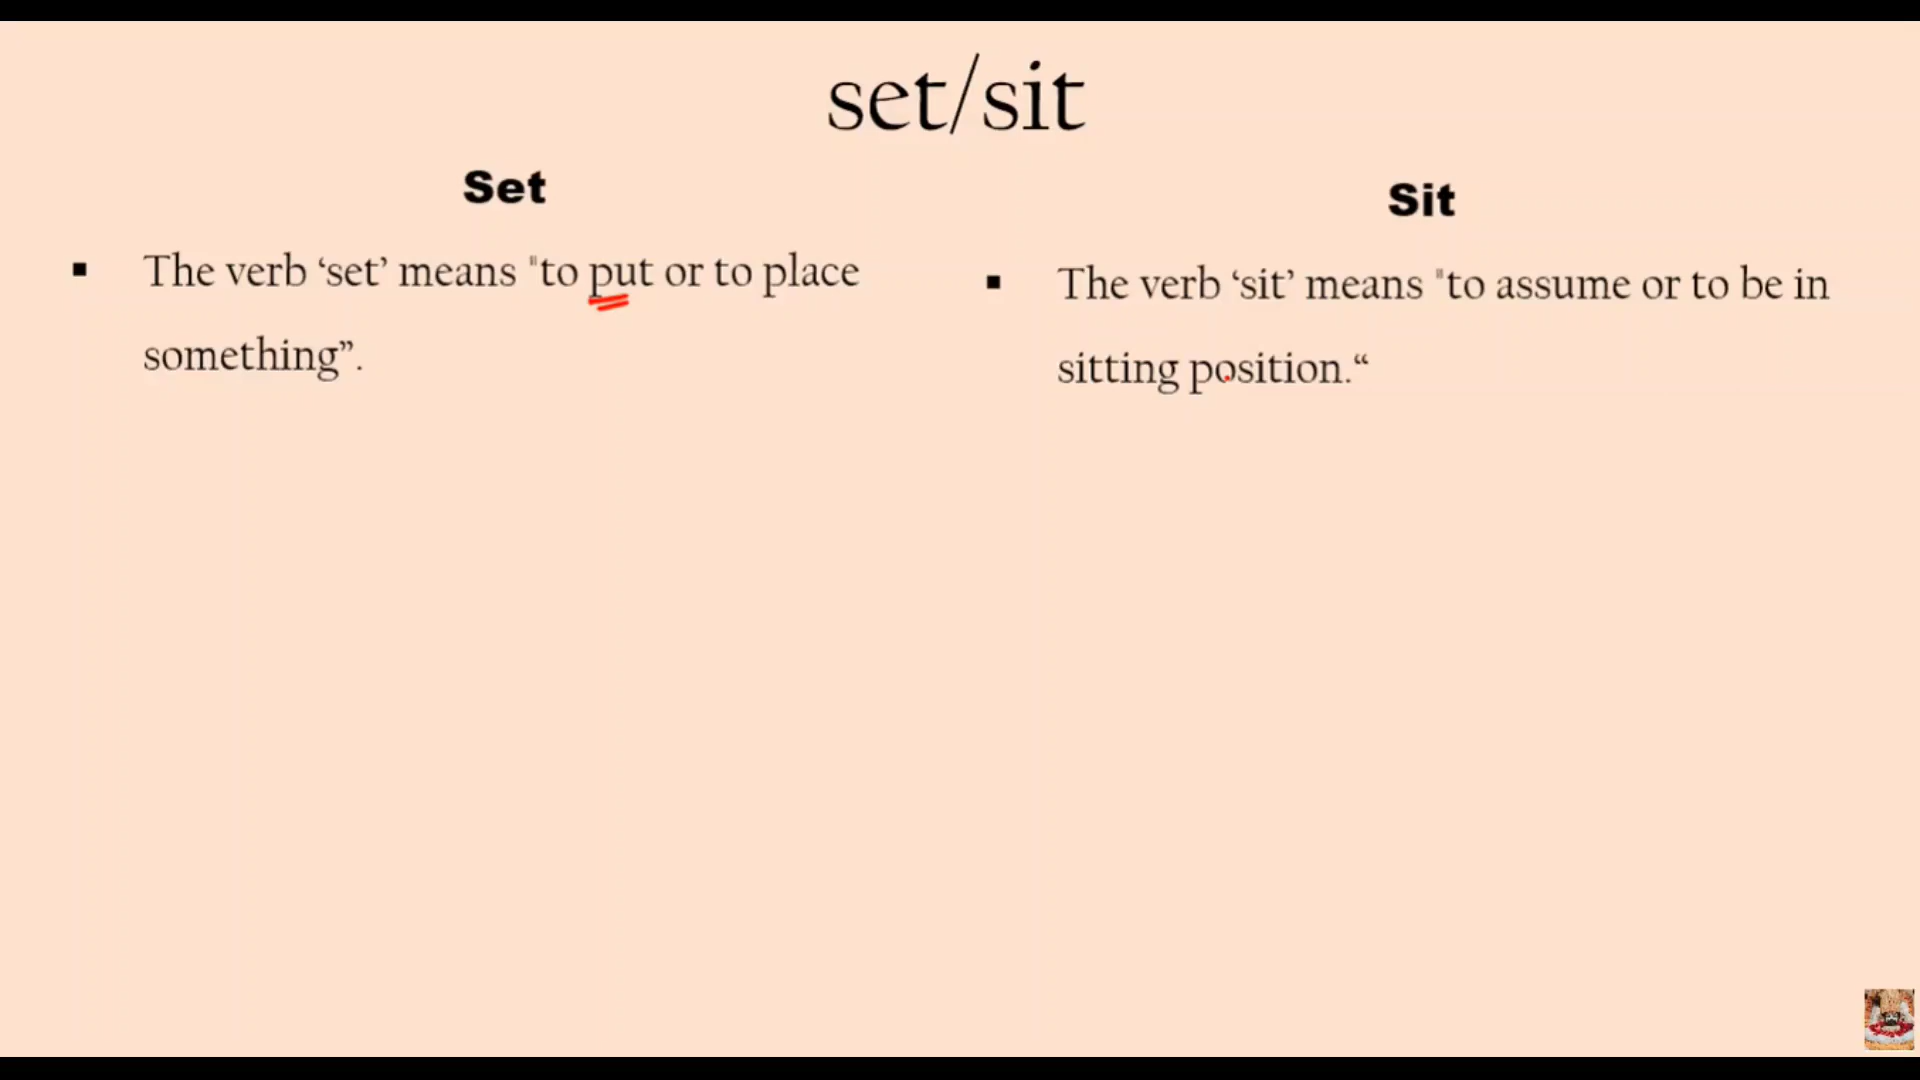 set/sit
Set
▪ The verb ‘set’ means "to put or to place
something”.
Sit
▪ The verb ‘sit’ means "to assume or to be in
sitting position.“